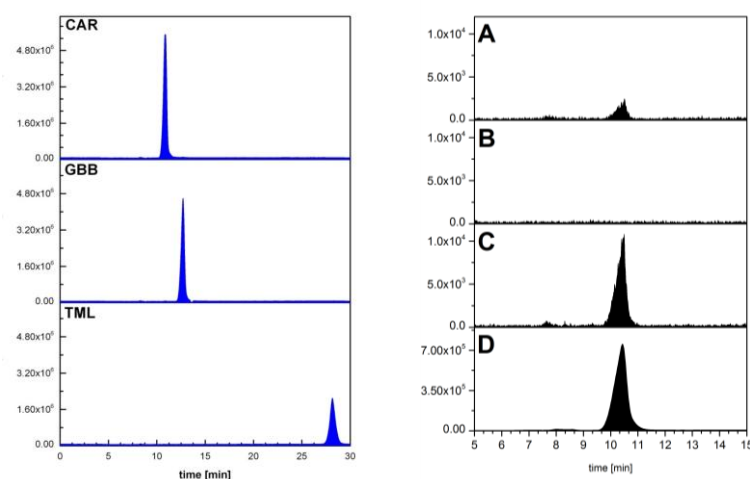 CAR
4.80x10⁶
3.20x10⁶
1.60x10⁶
0.00
GBB
4.80x10⁶
3.20x10⁶
1.60x10⁶
0.00
TML
4.80x10⁶
3.20x10⁶
1.60x10⁶
0.00
0 5 10 15 20 25 30
time [min]
A
1.0x10⁴
5.0x10³
0.0
B
1.0x10⁴
5.0x10³
0.0
C
1.0x10⁴
5.0x10³
0.0
D
7.00x10⁵
3.50x10⁵
0.00
5 6 7 8 9 10 11 12 13 14 15
time [min]